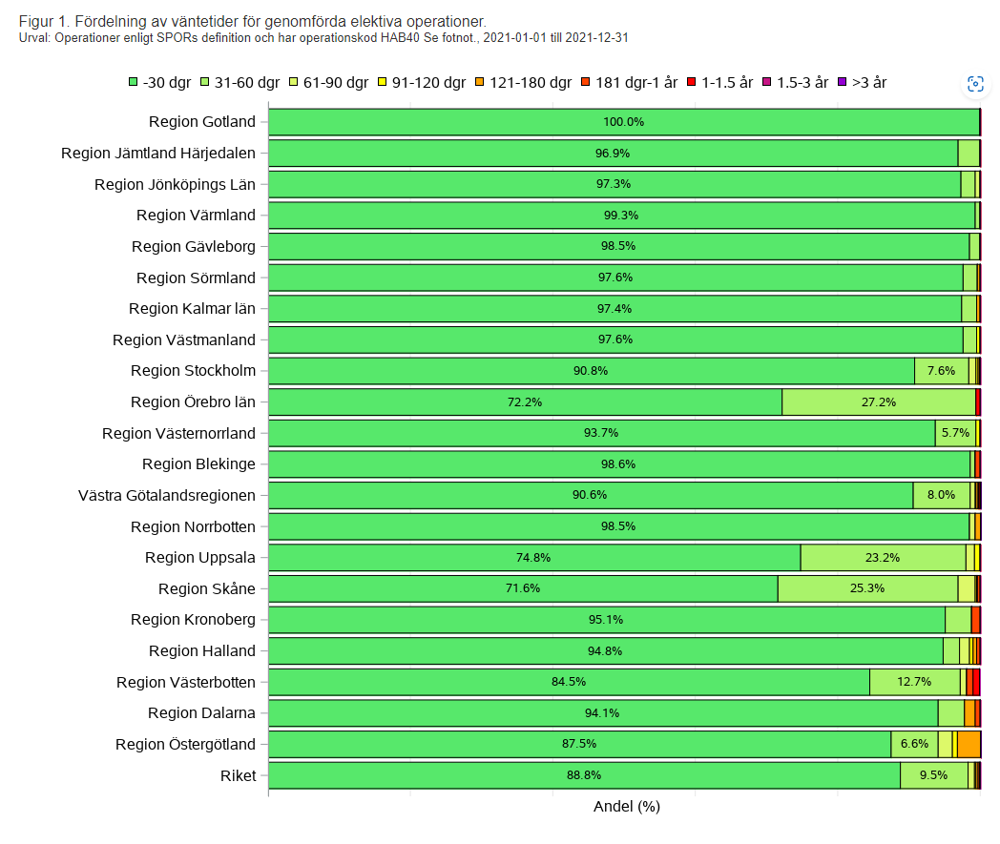 Figur 1. Fördelning av väntetider för genomförda elektiva operationer.
Urval: Operationer enligt SPORs definition och har operationskod HAB40 Se fotnot., 2021-01-01 till 2021-12-31
-30 dgr 31-60 dgr 61-90 dgr 91-120 dgr 121-180 dgr 181 dgr-1 år 1-1.5 år 1.5-3 år >3 år
Region Gotland 100.0%
Region Jämtland Härjedalen 96.9%
Region Jönköpings Län 97.3%
Region Värmland 99.3%
Region Gävleborg 98.5%
Region Sörmland 97.6%
Region Kalmar län 97.4%
Region Västmanland 97.6%
Region Stockholm 90.8% 7.6%
Region Örebro län 72.2% 27.2%
Region Västernorrland 93.7% 5.7%
Region Blekinge 98.6%
Västra Götalandsregionen 90.6% 8.0%
Region Norrbotten 98.5%
Region Uppsala 74.8% 23.2%
Region Skåne 71.6% 25.3%
Region Kronoberg 95.1%
Region Halland 94.8%
Region Västerbotten 84.5% 12.7%
Region Dalarna 94.1%
Region Östergötland 87.5% 6.6%
Riket 88.8% 9.5%
Andel (%)